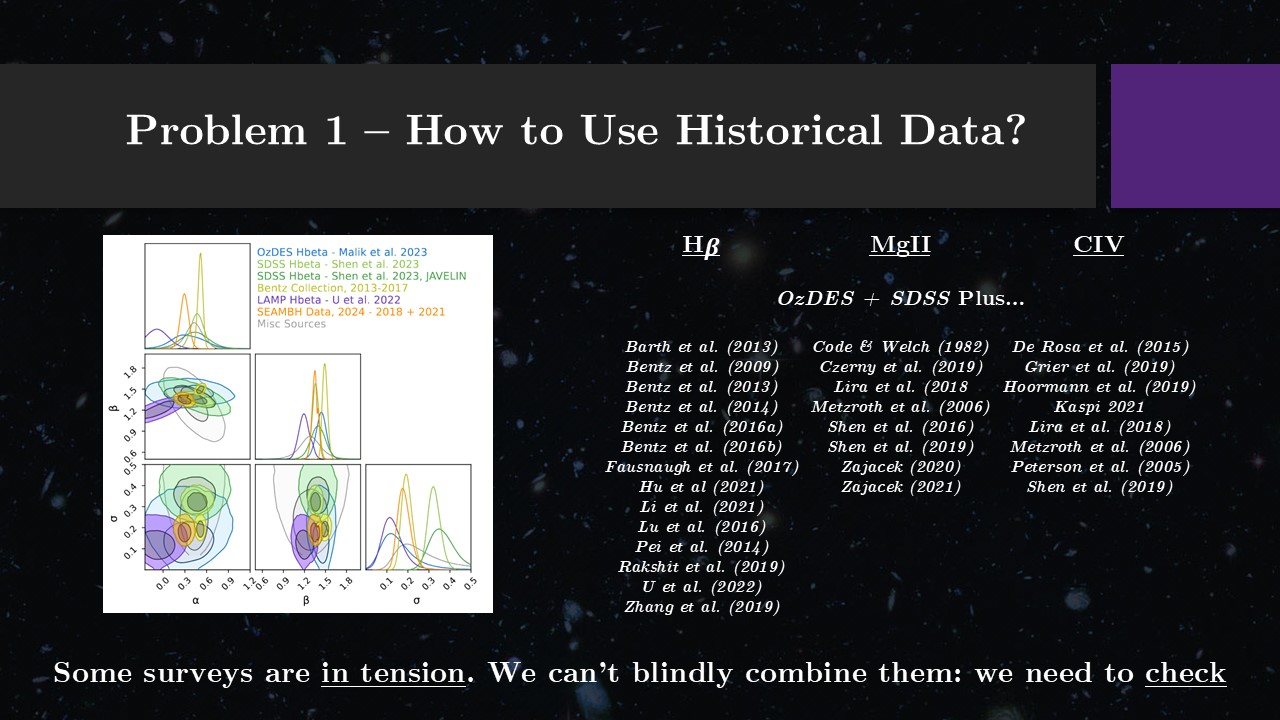 Problem 1 – How to Use Historical Data?
OzDES Hbeta - Malik et al. 2023
SDSS Hbeta - Shen et al. 2023
SDSS Hbeta - Shen et al. 2023, JAVELIN
Bentz Collection, 2013-2017
LAMP Hbeta - U et al. 2022
SEAMBH Data, 2024 - 2018 + 2021
Misc Sources
β
1.8
1.5
1.2
0.9
0.6
σ
0.5
0.4
0.3
0.2
0.1
0.0 0.3 0.6 0.9 1.2
0.6 0.9 1.2 1.5 1.8
0.1 0.2 0.3 0.4 0.5
α β σ
Hβ MgII CIV
OzDES + SDSS Plus...
Barth et al. (2013) Code & Welch (1982) De Rosa et al. (2015)
Bentz et al. (2009) Czerny et al. (2019) Grier et al. (2019)
Bentz et al. (2013) Lira et al. (2018 Hoormann et al. (2019)
Bentz et al. (2014) Metzroth et al. (2006) Kaspi 2021
Bentz et al. (2016a) Shen et al. (2016) Lira et al. (2018)
Bentz et al. (2016b) Shen et al. (2019) Metzroth et al. (2006)
Fausnaugh et al. (2017) Zajacek (2020) Peterson et al. (2005)
Hu et al (2021) Zajacek (2021) Shen et al. (2019)
Li et al. (2021)
Lu et al. (2016)
Pei et al. (2014)
Rakshit et al. (2019)
U et al. (2022)
Zhang et al. (2019)
Some surveys are in tension. We can't blindly combine them: we need to check